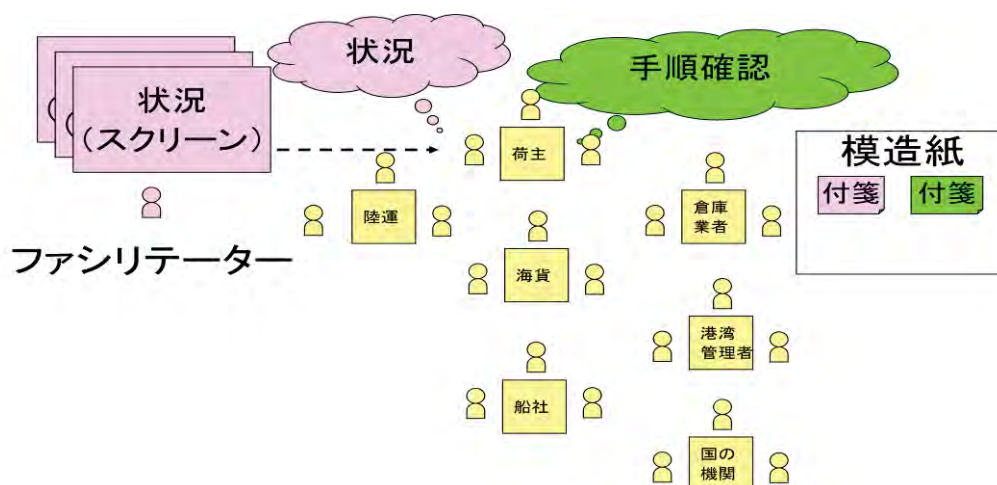 状況
（スクリーン）
ファシリテーター
状況
手順確認
荷主
陸運
海貨
船社
倉庫
業者
港湾
管理者
国の
機関
模造紙
付箋
付箋